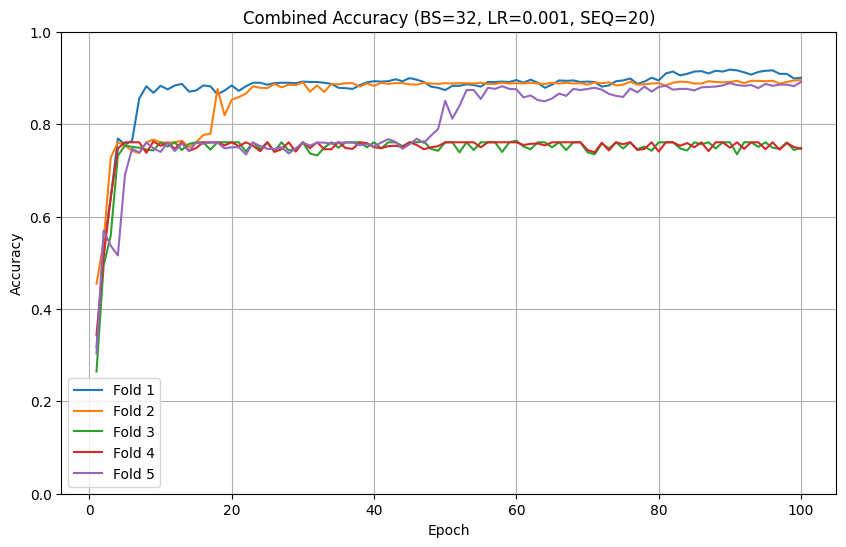 Combined Accuracy (BS=32, LR=0.001, SEQ=20)
1.0
0.8
0.6
0.4
0.2
0.0
Accuracy
Fold 1
Fold 2
Fold 3
Fold 4
Fold 5
0 20 40 60 80 100
Epoch